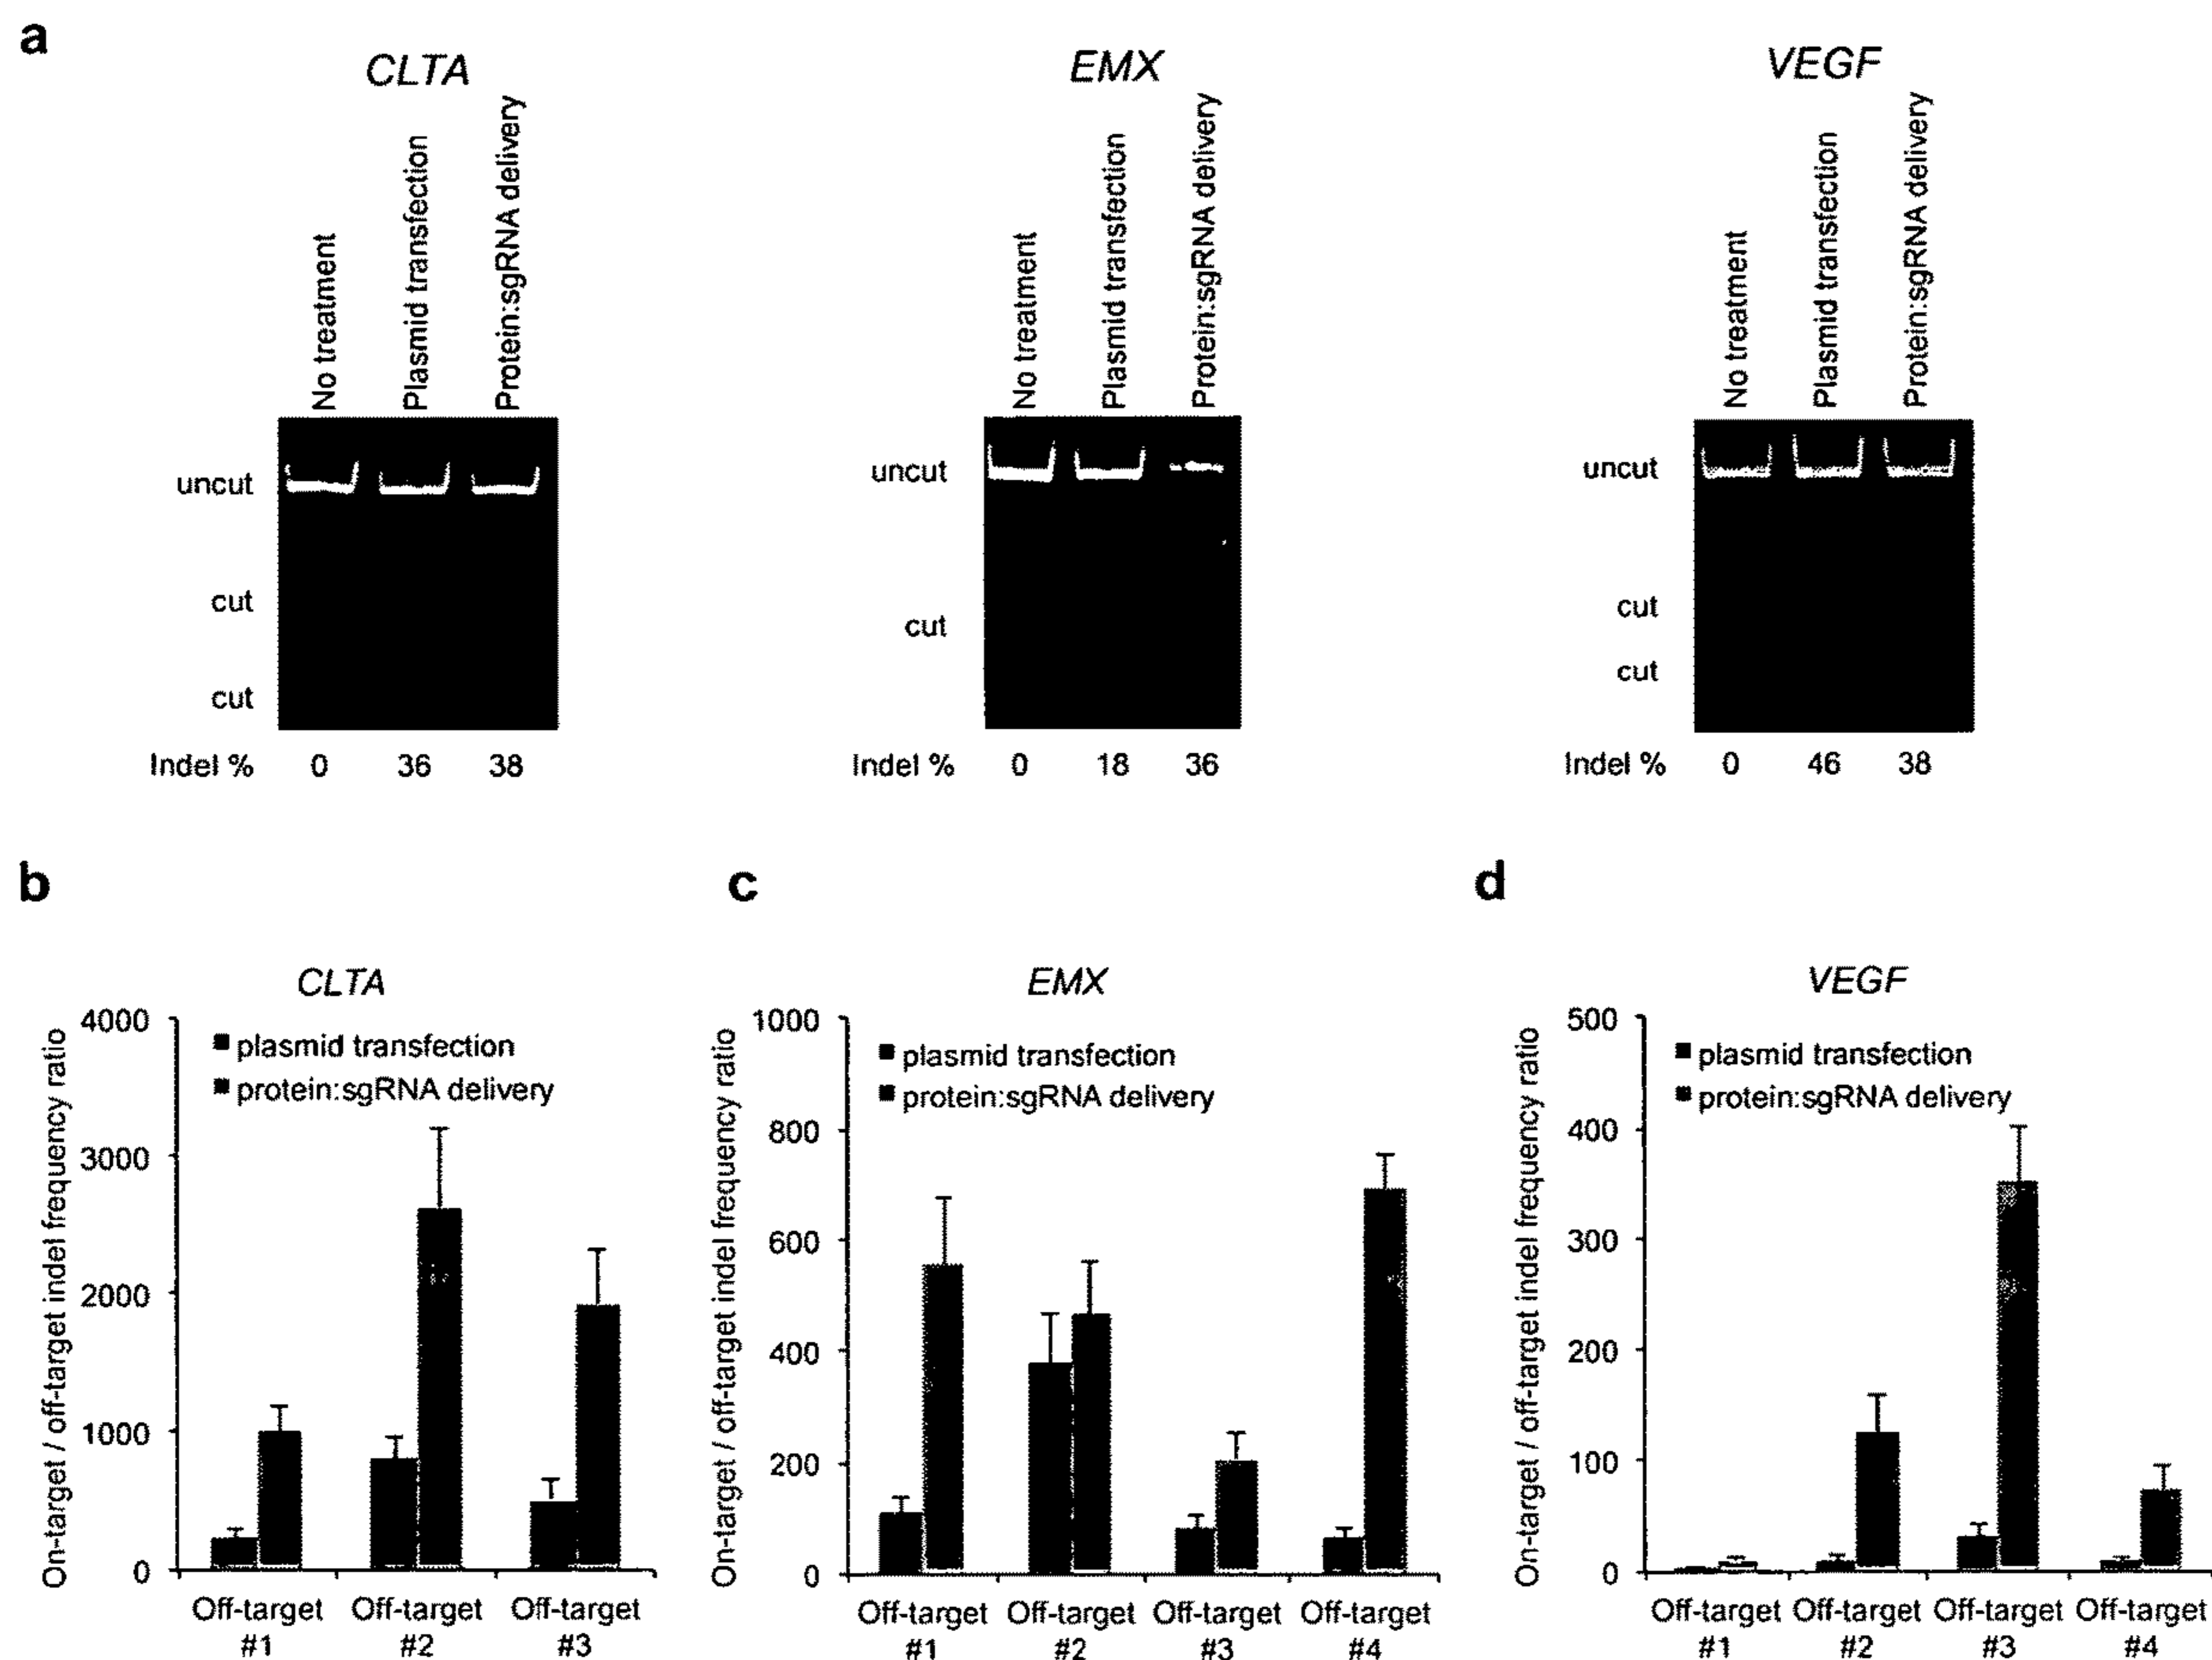 a
CLTA
No treatment
Plasmid transfection
Protein:sgRNA delivery
uncut
cut
cut
Indel % 0 36 38
EMX
No treatment
Plasmid transfection
Protein:sgRNA delivery
uncut
cut
Indel % 0 18 36
VEGF
No treatment
Plasmid transfection
Protein:sgRNA delivery
uncut
cut
cut
Indel % 0 46 38
b
CLTA
On-target / off-target indel frequency ratio
4000
3000
2000
1000
0
plasmid transfection
protein:sgRNA delivery
Off-target Off-target Off-target
#1 #2 #3
c
EMX
On-target / off-target indel frequency ratio
1000
800
600
400
200
0
plasmid transfection
protein:sgRNA delivery
Off-target Off-target Off-target Off-target
#1 #2 #3 #4
d
VEGF
On-target / off-target indel frequency ratio
500
400
300
200
100
0
plasmid transfection
protein:sgRNA delivery
Off-target Off-target Off-target Off-target
#1 #2 #3 #4